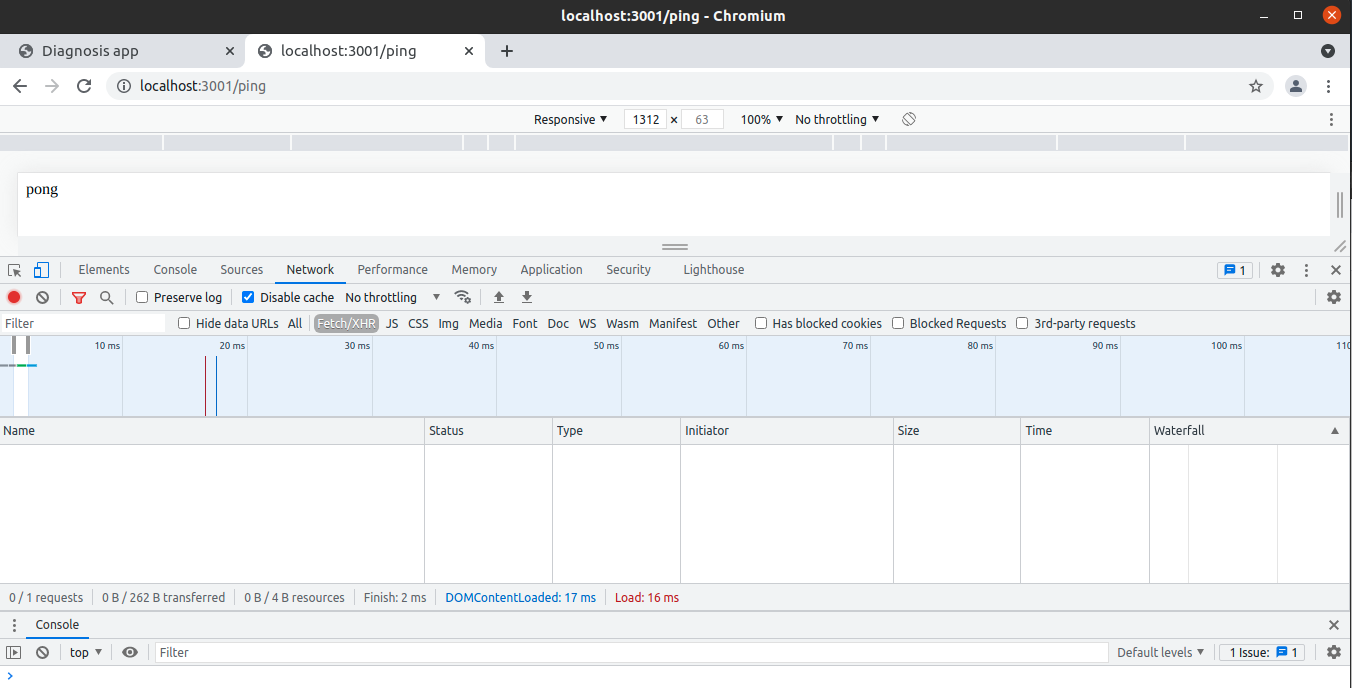 localhost:3001/ping - Chromium
Diagnosis app
localhost:3001/ping
localhost:3001/ping
Responsive 1312 × 63 100% No throttling
pong
Elements Console Sources Network Performance Memory Application Security Lighthouse 1
Preserve log Disable cache No throttling
Filter Hide data URLs All Fetch/XHR JS CSS Img Media Font Doc WS Wasm Manifest Other Has blocked cookies Blocked Requests 3rd-party requests
10 ms 20 ms 30 ms 40 ms 50 ms 60 ms 70 ms 80 ms 90 ms 100 ms 110
Name Status Type Initiator Size Time Waterfall
0 / 1 requests 0 B / 262 B transferred 0 B / 4 B resources Finish: 2 ms DOMContentLoaded: 17 ms Load: 16 ms
Console
top Filter Default levels 1 Issue: 1